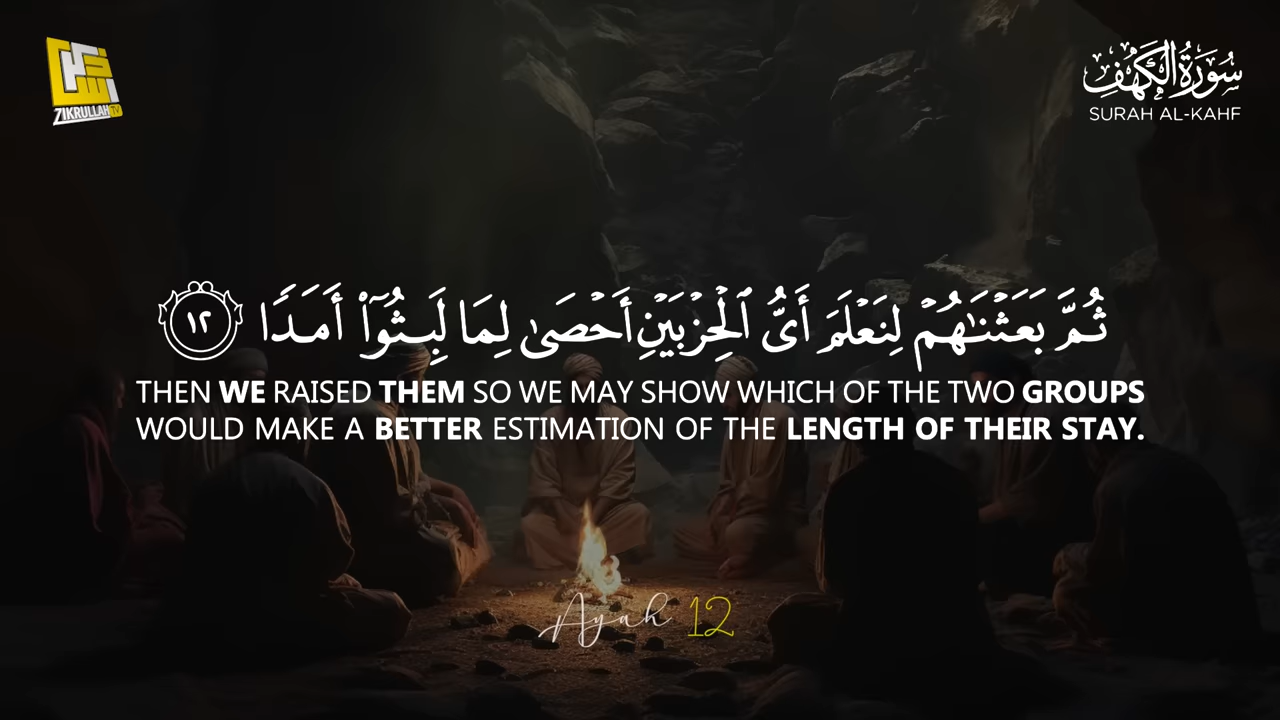 ZIKRULLAH TV
سُورَةُ الْكَهْفِ
SURAH AL-KAHF
ثُمَّ بَعَثْنَـٰهُمْ لِنَعْلَمَ أَىُّ ٱلْحِزْبَيْنِ أَحْصَىٰ لِمَا لَبِثُوٓا۟ أَمَدًا ١٢
THEN WE RAISED THEM SO WE MAY SHOW WHICH OF THE TWO GROUPS
WOULD MAKE A BETTER ESTIMATION OF THE LENGTH OF THEIR STAY.
Ayah 12